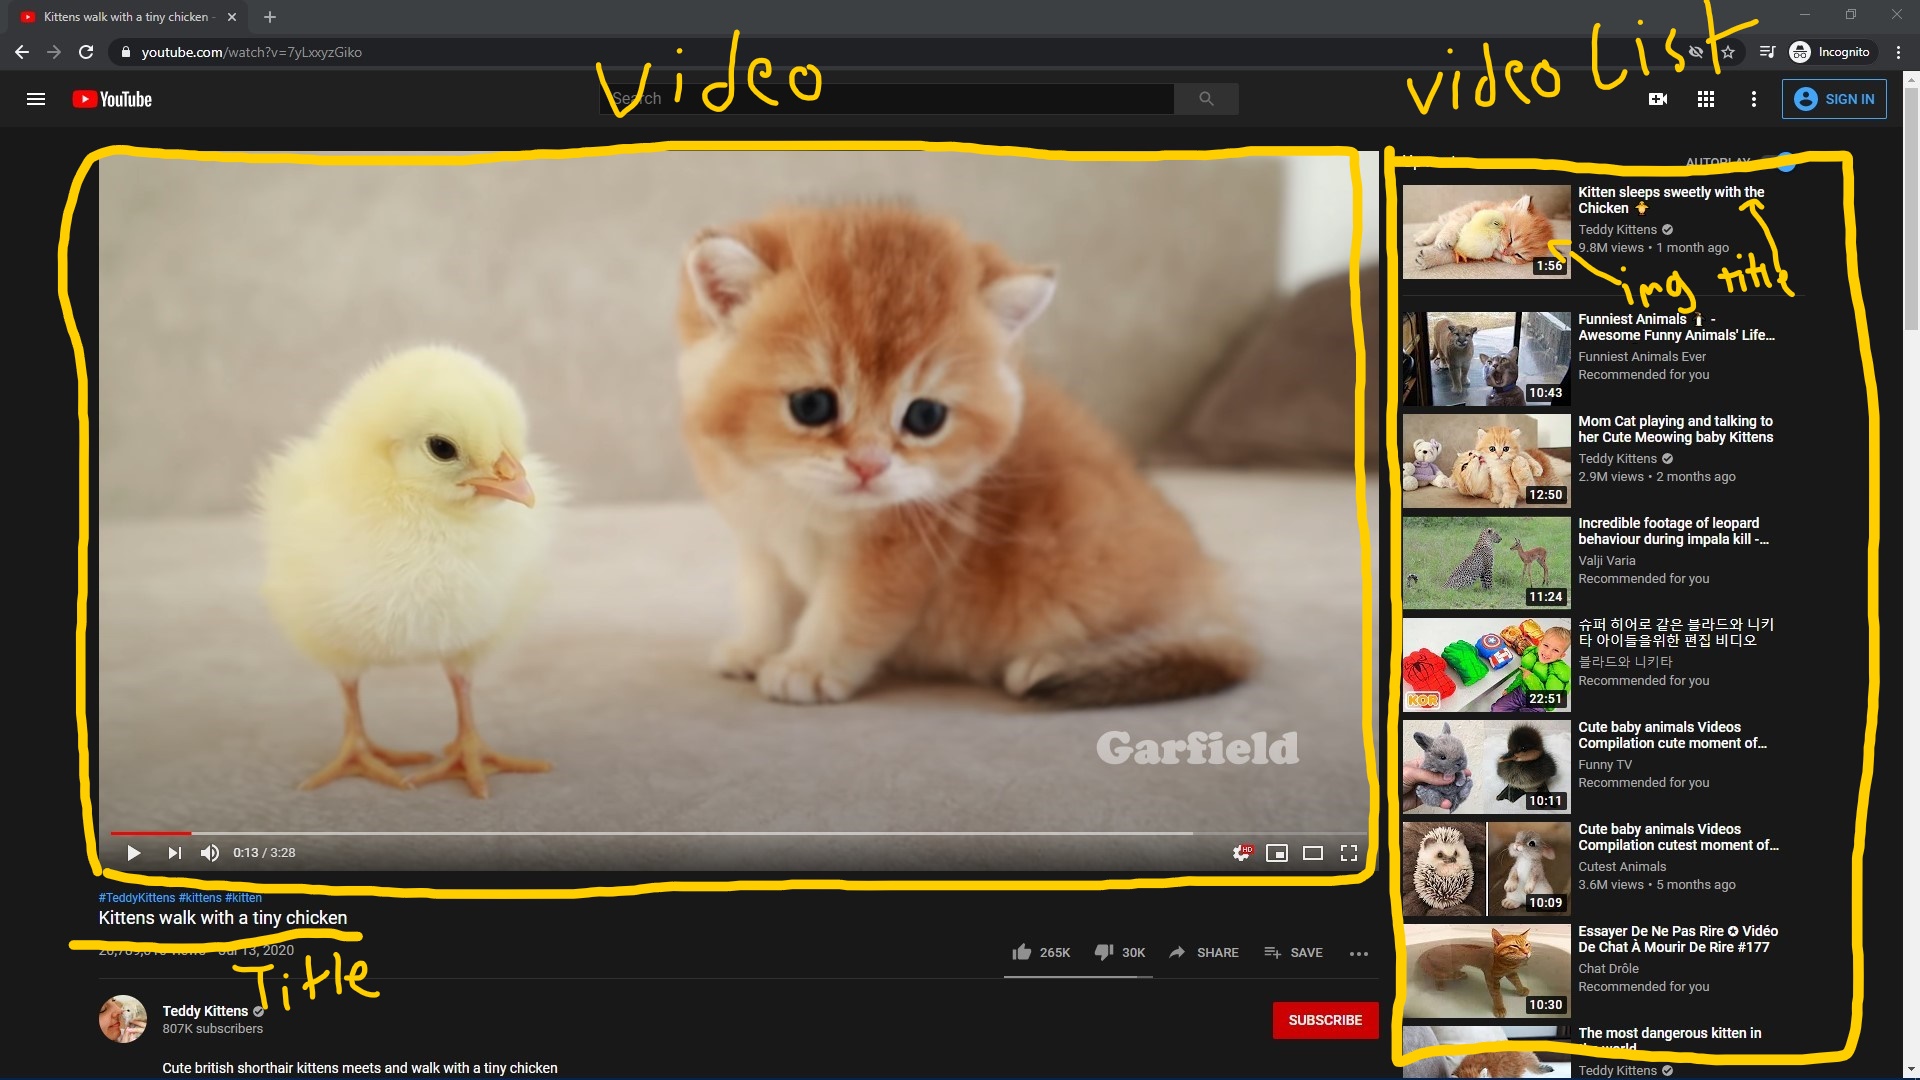 Kittens walk with a tiny chicken -
youtube.com/watch?v=7yLxxyzGiko
Incognito
video
video List
YouTube
Search
SIGN IN
AUTOPLAY
Garfield
0:13 / 3:28
HD
#TeddyKittens #kittens #kitten
Kittens walk with a tiny chicken
Jul 13, 2020
Title
265K
30K
SHARE
SAVE
Teddy Kittens
807K subscribers
SUBSCRIBE
Cute british shorthair kittens meets and walk with a tiny chicken
Kitten sleeps sweetly with the
Chicken
Teddy Kittens
9.8M views • 1 month ago
1:56
img title
Funniest Animals -
Awesome Funny Animals' Life...
Funniest Animals Ever
Recommended for you
10:43
Mom Cat playing and talking to
her Cute Meowing baby Kittens
Teddy Kittens
2.9M views • 2 months ago
12:50
Incredible footage of leopard
behaviour during impala kill -...
Valji Varia
Recommended for you
11:24
슈퍼 히어로 같은 블라드와 니키
타 아이들을위한 편집 비디오
블라드와 니키타
Recommended for you
KOR
22:51
Cute baby animals Videos
Compilation cute moment of...
Funny TV
Recommended for you
10:11
Cute baby animals Videos
Compilation cutest moment of...
Cutest Animals
3.6M views • 5 months ago
10:09
Essayer De Ne Pas Rire ✪ Vidéo
De Chat À Mourir De Rire #177
Chat Drôle
Recommended for you
10:30
The most dangerous kitten in
the world
Teddy Kittens